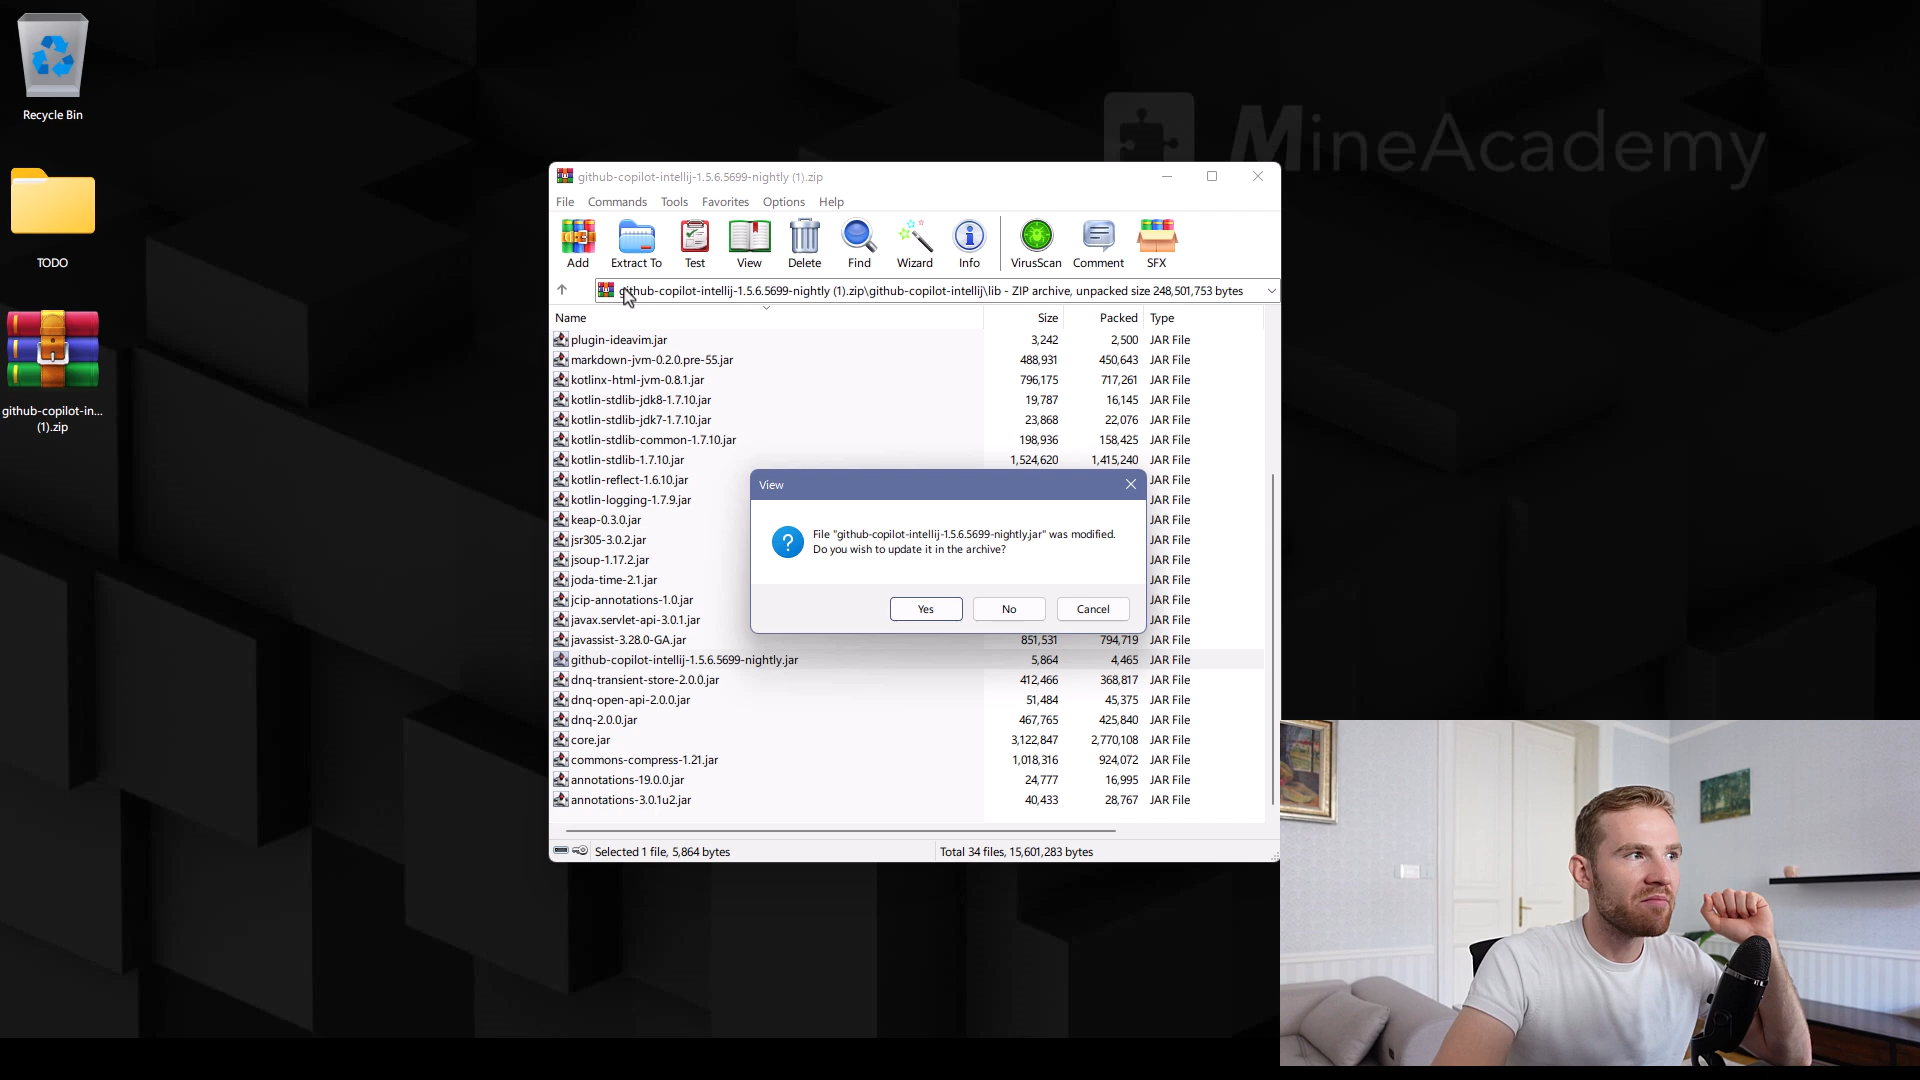 Recycle Bin
TODO
github-copilot-in...
(1).zip
MineAcademy
github-copilot-intellij-1.5.6.5699-nightly (1).zip
File Commands Tools Favorites Options Help
Add Extract To Test View Delete Find Wizard Info VirusScan Comment SFX
github-copilot-intellij-1.5.6.5699-nightly (1).zip\github-copilot-intellij\lib - ZIP archive, unpacked size 248,501,753 bytes
Name Size Packed Type
plugin-ideavim.jar 3,242 2,500 JAR File
markdown-jvm-0.2.0.pre-55.jar 488,931 450,643 JAR File
kotlinx-html-jvm-0.8.1.jar 796,175 717,261 JAR File
kotlin-stdlib-jdk8-1.7.10.jar 19,787 16,145 JAR File
kotlin-stdlib-jdk7-1.7.10.jar 23,868 22,076 JAR File
kotlin-stdlib-common-1.7.10.jar 198,936 158,425 JAR File
kotlin-stdlib-1.7.10.jar 1,524,620 1,415,240 JAR File
kotlin-reflect-1.6.10.jar JAR File
kotlin-logging-1.7.9.jar JAR File
keap-0.3.0.jar JAR File
jsr305-3.0.2.jar JAR File
jsoup-1.17.2.jar JAR File
joda-time-2.1.jar JAR File
jcip-annotations-1.0.jar JAR File
javax.servlet-api-3.0.1.jar JAR File
javassist-3.28.0-GA.jar 851,531 794,719 JAR File
github-copilot-intellij-1.5.6.5699-nightly.jar 5,864 4,465 JAR File
dnq-transient-store-2.0.0.jar 412,466 368,817 JAR File
dnq-open-api-2.0.0.jar 51,484 45,375 JAR File
dnq-2.0.0.jar 467,765 425,840 JAR File
core.jar 3,122,847 2,770,108 JAR File
commons-compress-1.21.jar 1,018,316 924,072 JAR File
annotations-19.0.0.jar 24,777 16,995 JAR File
annotations-3.0.1u2.jar 40,433 28,767 JAR File
Selected 1 file, 5,864 bytes Total 34 files, 15,601,283 bytes
View
File "github-copilot-intellij-1.5.6.5699-nightly.jar" was modified.
Do you wish to update it in the archive?
Yes No Cancel